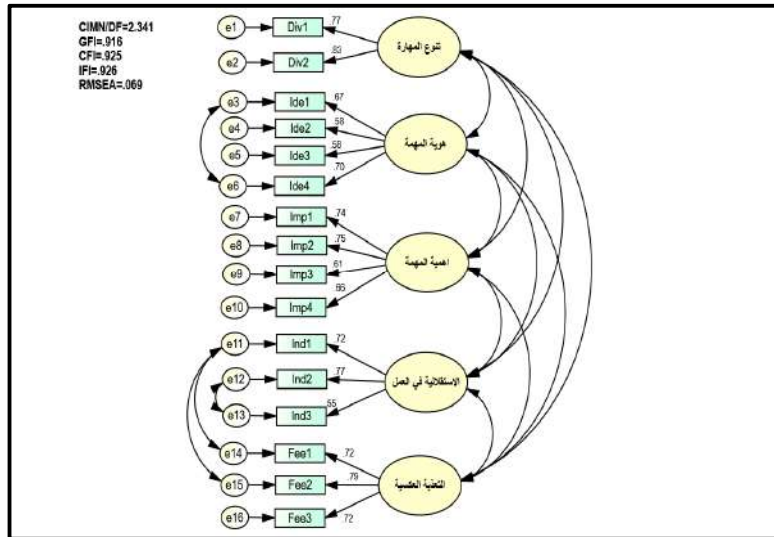 CIMN/DF=2.341
GFI=.916
CFI=.925
IFI=.926
RMSEA=.069
e1 Div1 .77
e2 Div2 .83
تنوع المهارة
e3 Ide1 .67
e4 Ide2 .58
e5 Ide3 .58
e6 Ide4 .70
هوية المهمة
e7 Imp1 .74
e8 Imp2 .75
e9 Imp3 .61
e10 Imp4
اهمية المهمة
e11 Ind1 .72
e12 Ind2 .77
e13 Ind3 .55
الاستقلالية في العمل
e14 Fee1 .72
e15 Fee2 .79
e16 Fee3 .72
التغذية العكسية